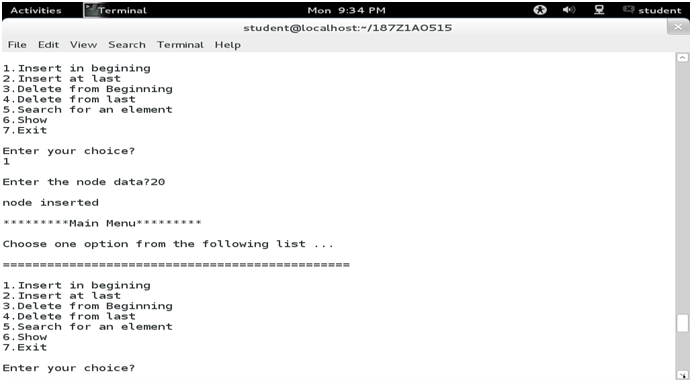 Activities Terminal Mon 9:34 PM student
student@localhost:~/187Z1A0515
File Edit View Search Terminal Help
1.Insert in begining
2.Insert at last
3.Delete from Beginning
4.Delete from last
5.Search for an element
6.Show
7.Exit
Enter your choice?
1
Enter the node data?20
node inserted
*********Main Menu*********
Choose one option from the following list ...
===============================================
1.Insert in begining
2.Insert at last
3.Delete from Beginning
4.Delete from last
5.Search for an element
6.Show
7.Exit
Enter your choice?